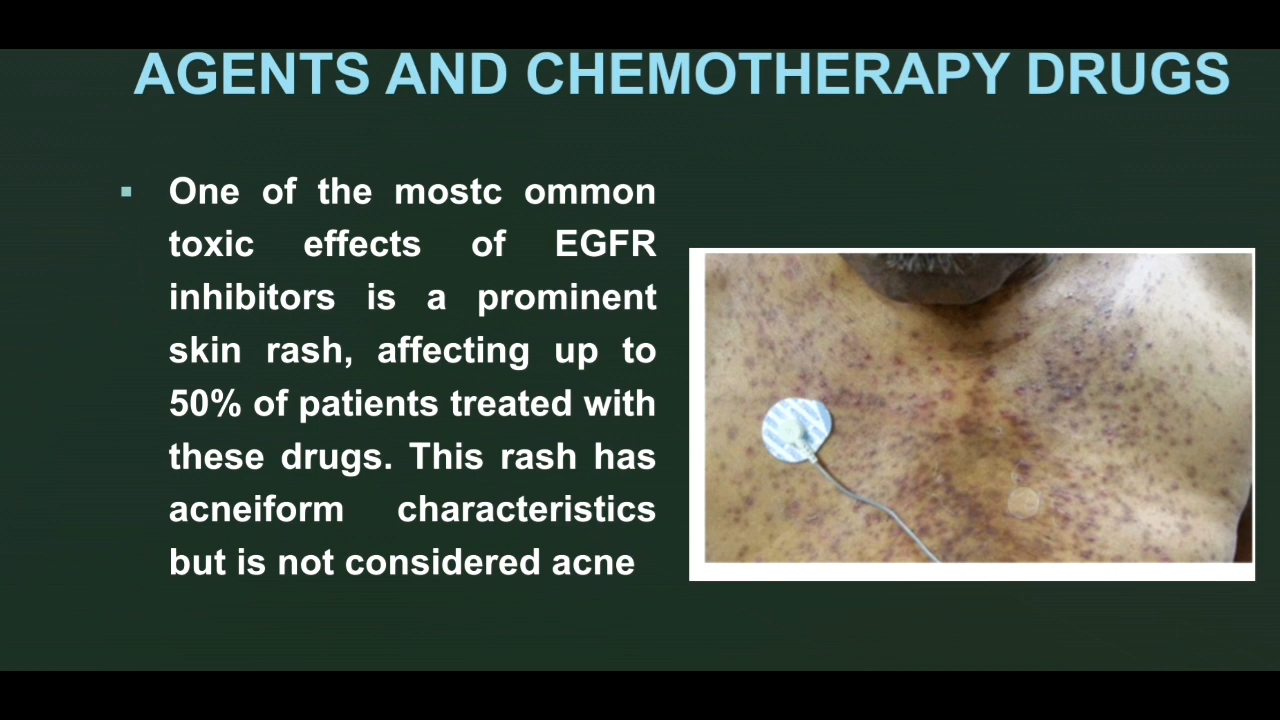 AGENTS AND CHEMOTHERAPY DRUGS
One of the mostc ommon
toxic effects of EGFR
inhibitors is a prominent
skin rash, affecting up to
50% of patients treated with
these drugs. This rash has
acneiform characteristics
but is not considered acne